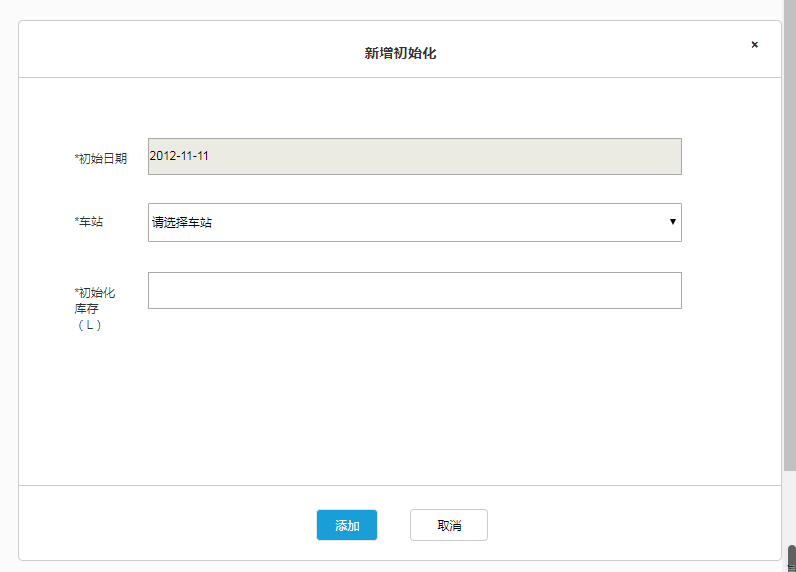 新增初始化
×
*初始日期
2012-11-11
*车站
请选择车站
*初始化
库存
（L）
添加
取消